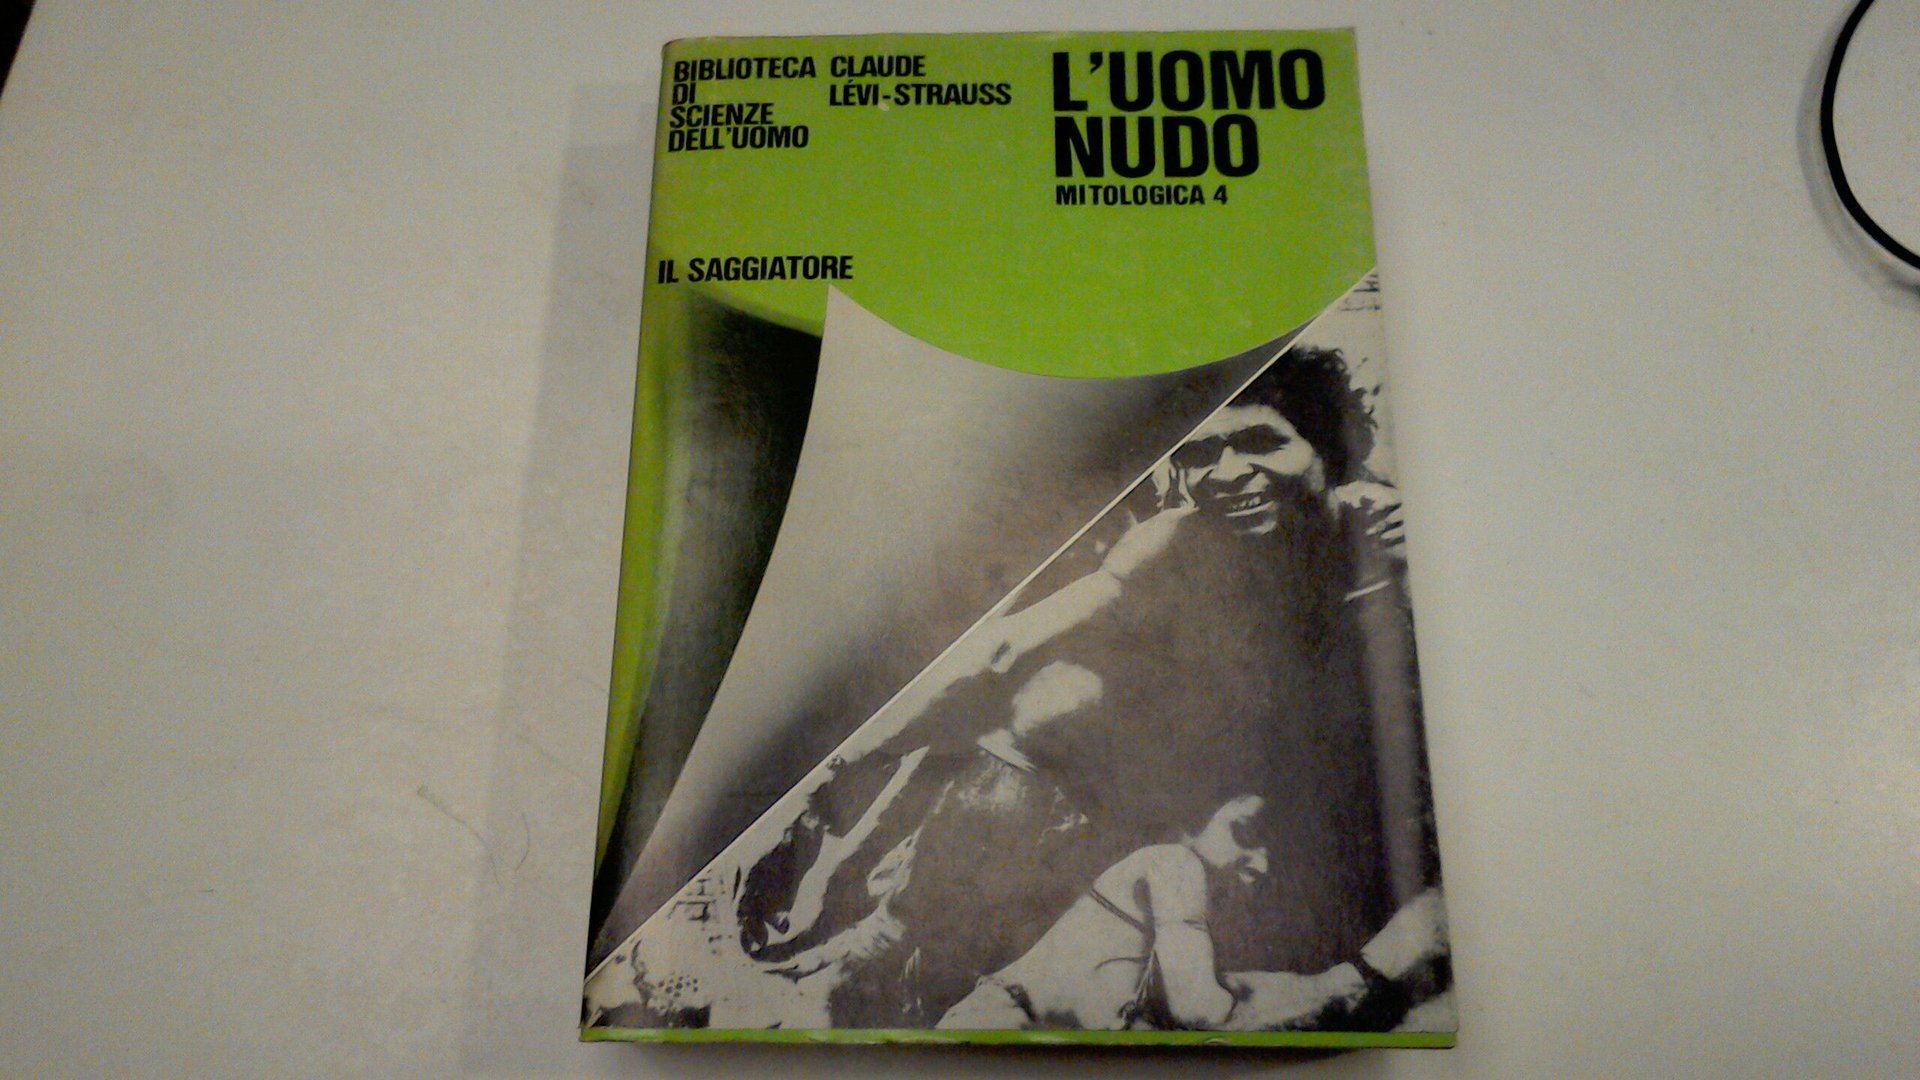 BIBLIOTECA
DI
SCIENZE
DELL'UOMO
CLAUDE
LÉVI-STRAUSS
L'UOMO
NUDO
MITOLOGICA 4
IL SAGGIATORE